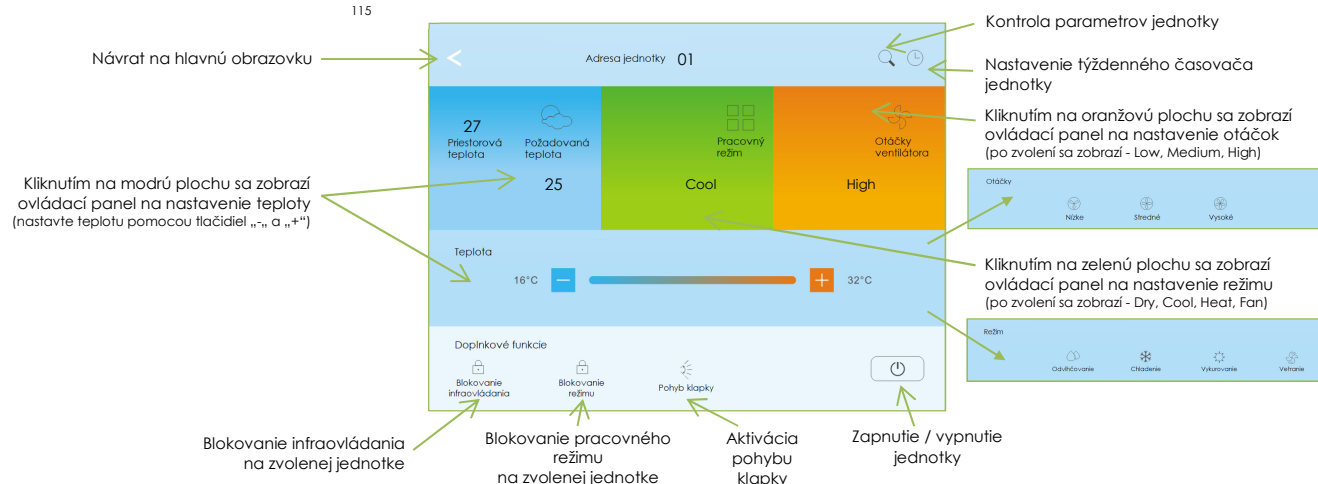 115
Návrat na hlavnú obrazovku
Adresa jednotky 01
Kontrola parametrov jednotky
Nastavenie týždenného časovača
jednotky
27
Priestorová
teplota
Požadovaná
teplota
25
Pracovný
režim
Cool
Otáčky
ventilátora
High
Kliknutím na oranžovú plochu sa zobrazí
ovládací panel na nastavenie otáčok
(po zvolení sa zobrazí - Low, Medium, High)
Otáčky
Nízke
Stredné
Vysoké
Kliknutím na modrú plochu sa zobrazí
ovládací panel na nastavenie teploty
(nastavte teplotu pomocou tlačidiel „-„ a „+“)
Teplota
16°C
32°C
Kliknutím na zelenú plochu sa zobrazí
ovládací panel na nastavenie režimu
(po zvolení sa zobrazí - Dry, Cool, Heat, Fan)
Režim
Odvlhčovanie
Chladenie
Vykurovanie
Vetranie
Doplnkové funkcie
Blokovanie
infraovládania
Blokovanie
režimu
Pohyb klapky
Blokovanie infraovládania
na zvolenej jednotke
Blokovanie pracovného
režimu
na zvolenej jednotke
Aktivácia
pohybu
klapky
Zapnutie / vypnutie
jednotky